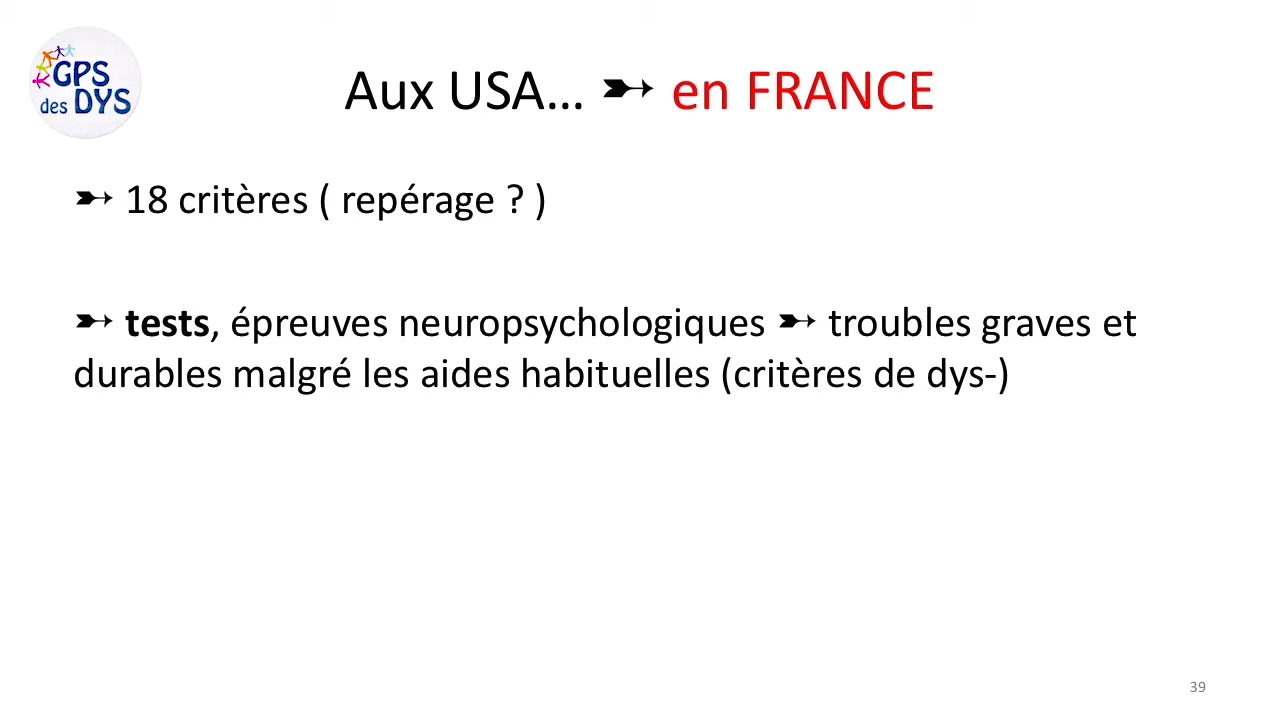 GPS
des DYS
Aux USA… ➼ en FRANCE
➼ 18 critères ( repérage ? )
➼ tests, épreuves neuropsychologiques ➼ troubles graves et
durables malgré les aides habituelles (critères de dys-)
39